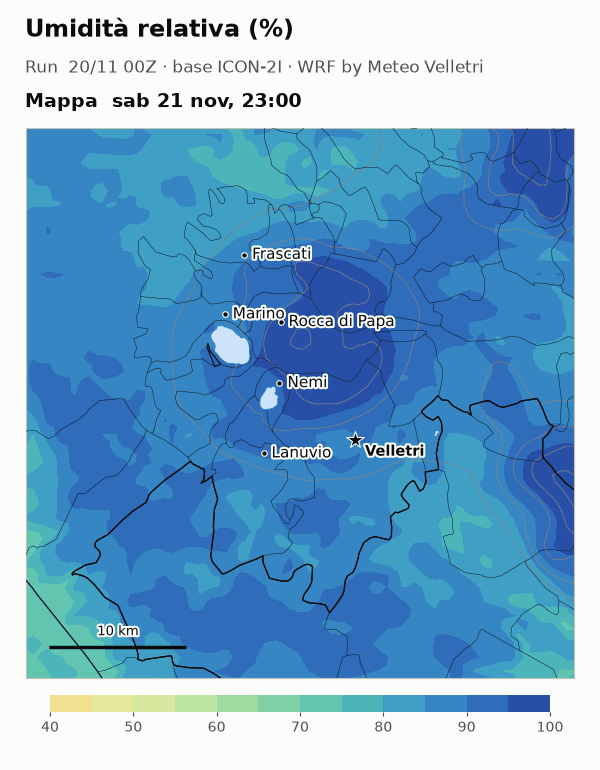 Umidità relativa (%)
Run 20/11 00Z · base ICON-2I · WRF by Meteo Velletri
Mappa sab 21 nov, 23:00
Frascati
Marino
Rocca di Papa
Nemi
Velletri
Lanuvio
10 km
40 50 60 70 80 90 100